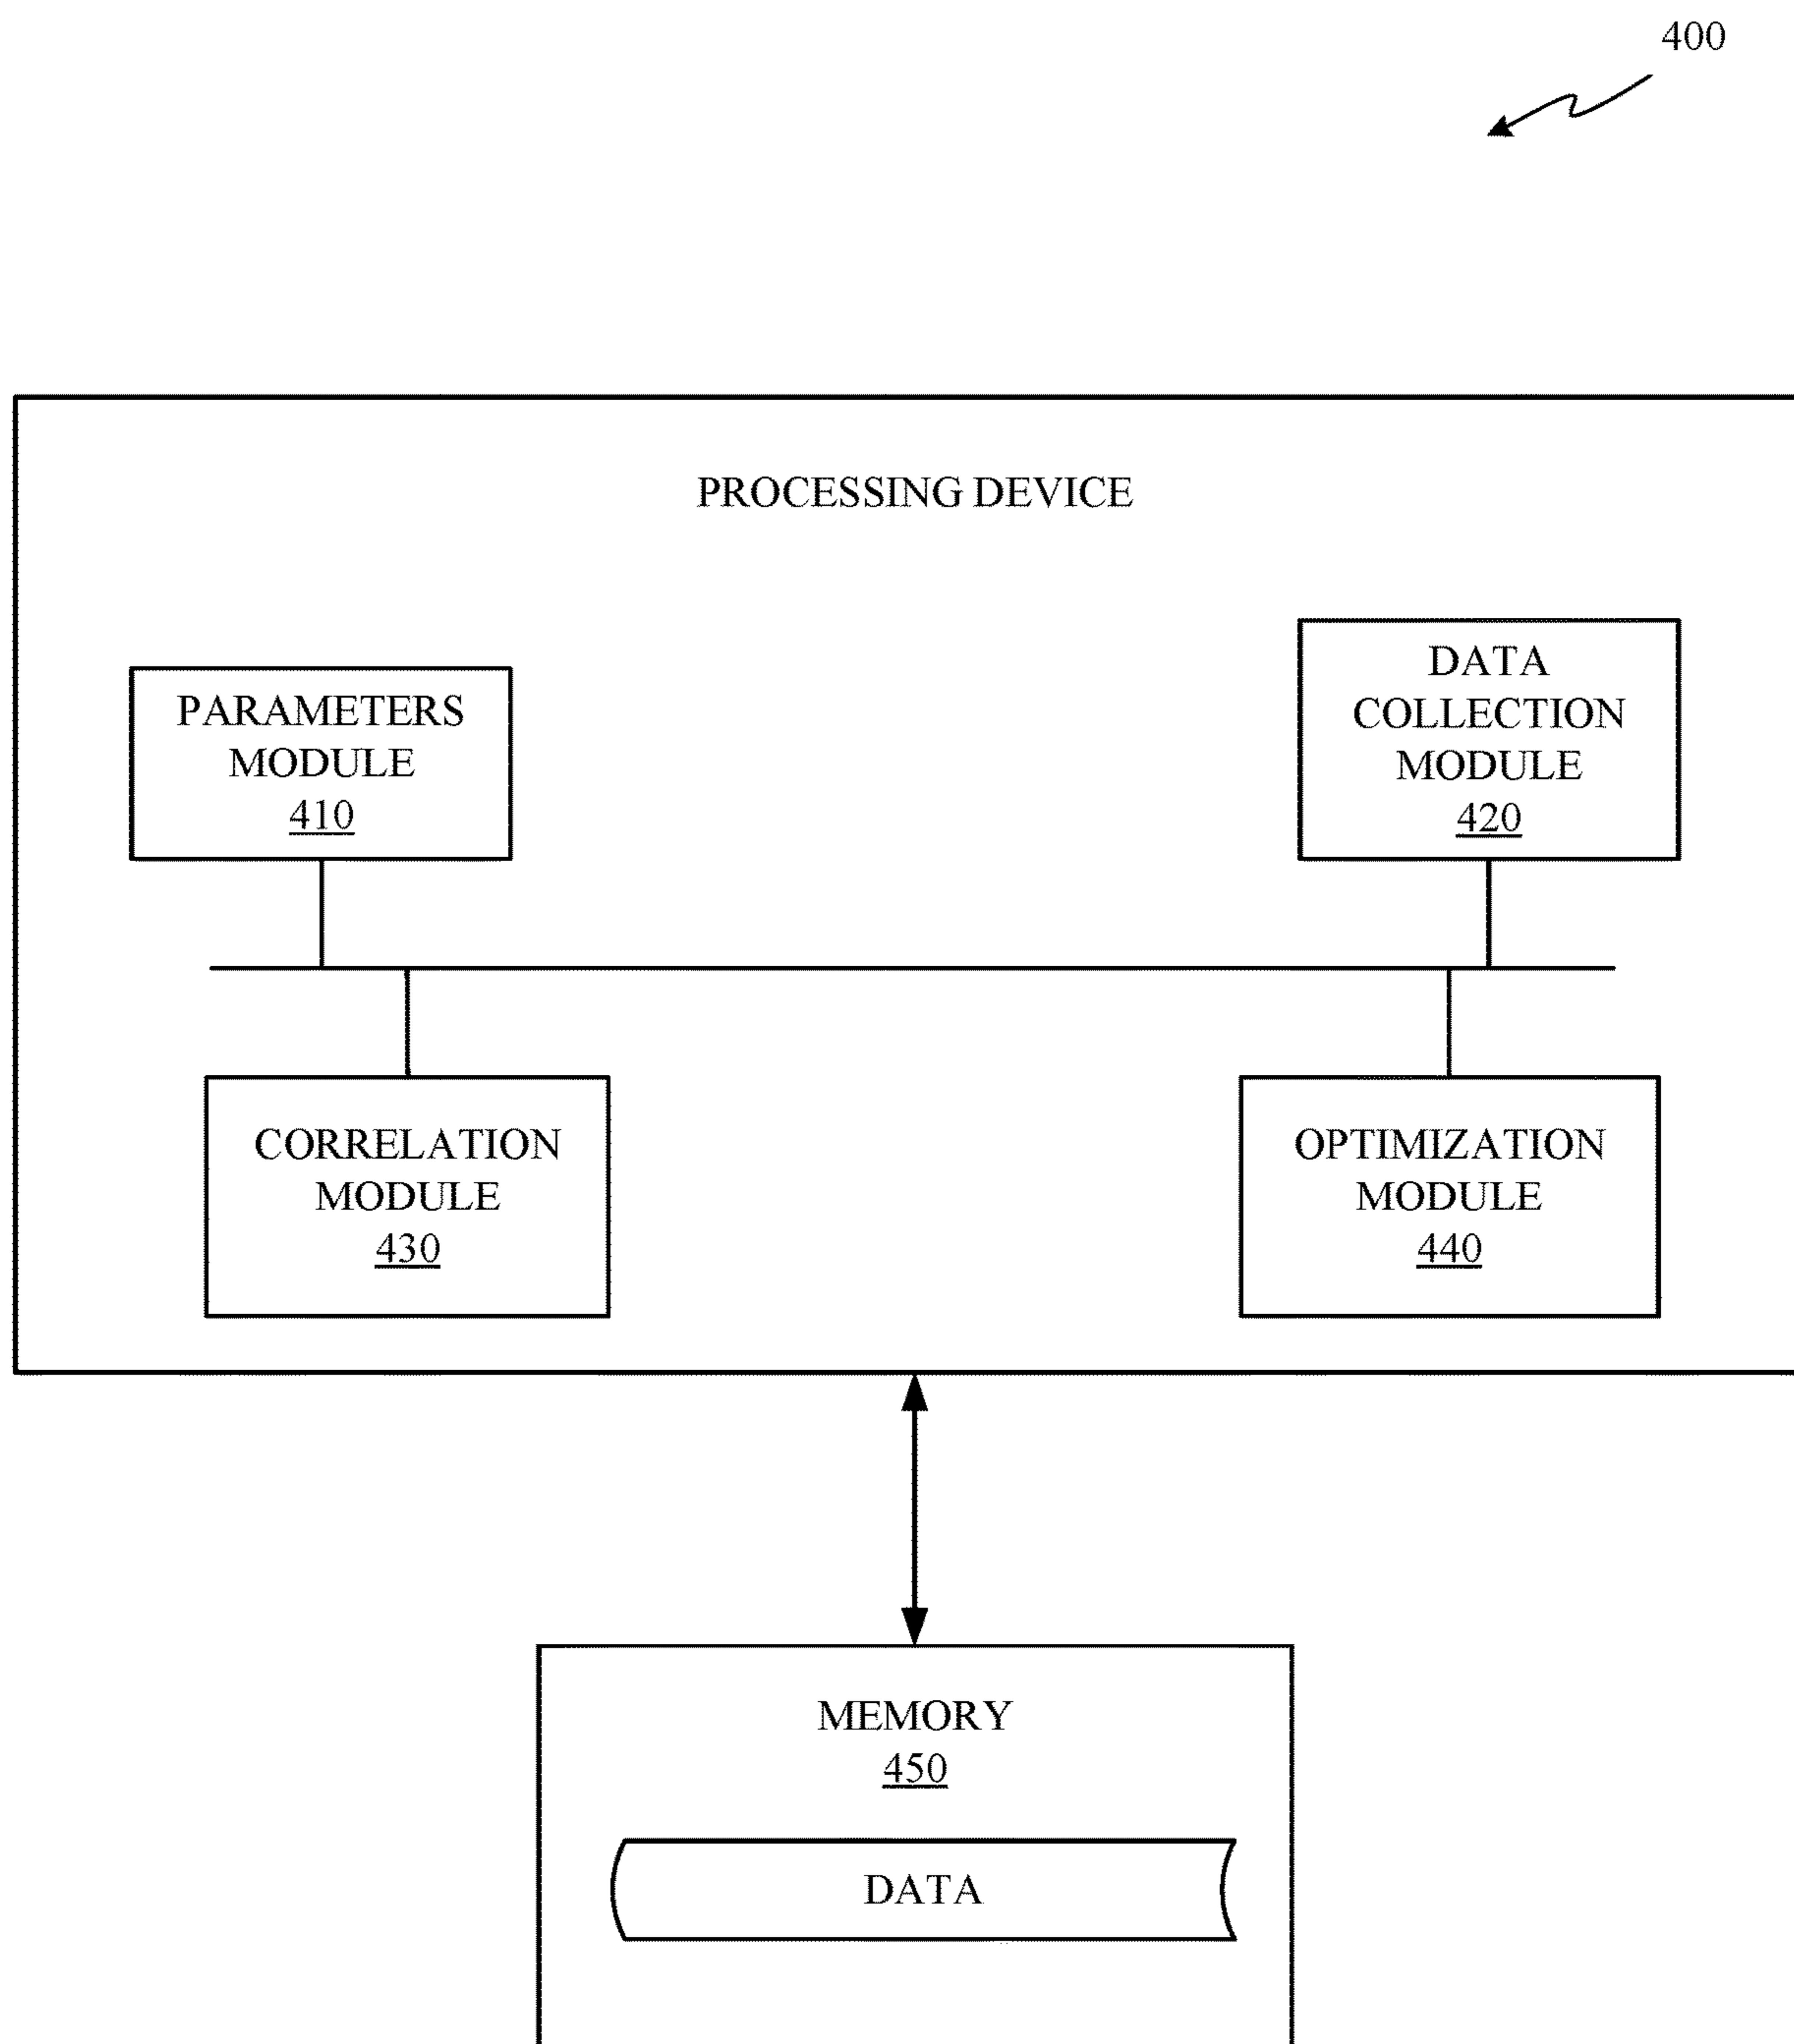 400
PROCESSING DEVICE
PARAMETERS
MODULE
410
DATA
COLLECTION
MODULE
420
CORRELATION
MODULE
430
OPTIMIZATION
MODULE
440
MEMORY
450
DATA